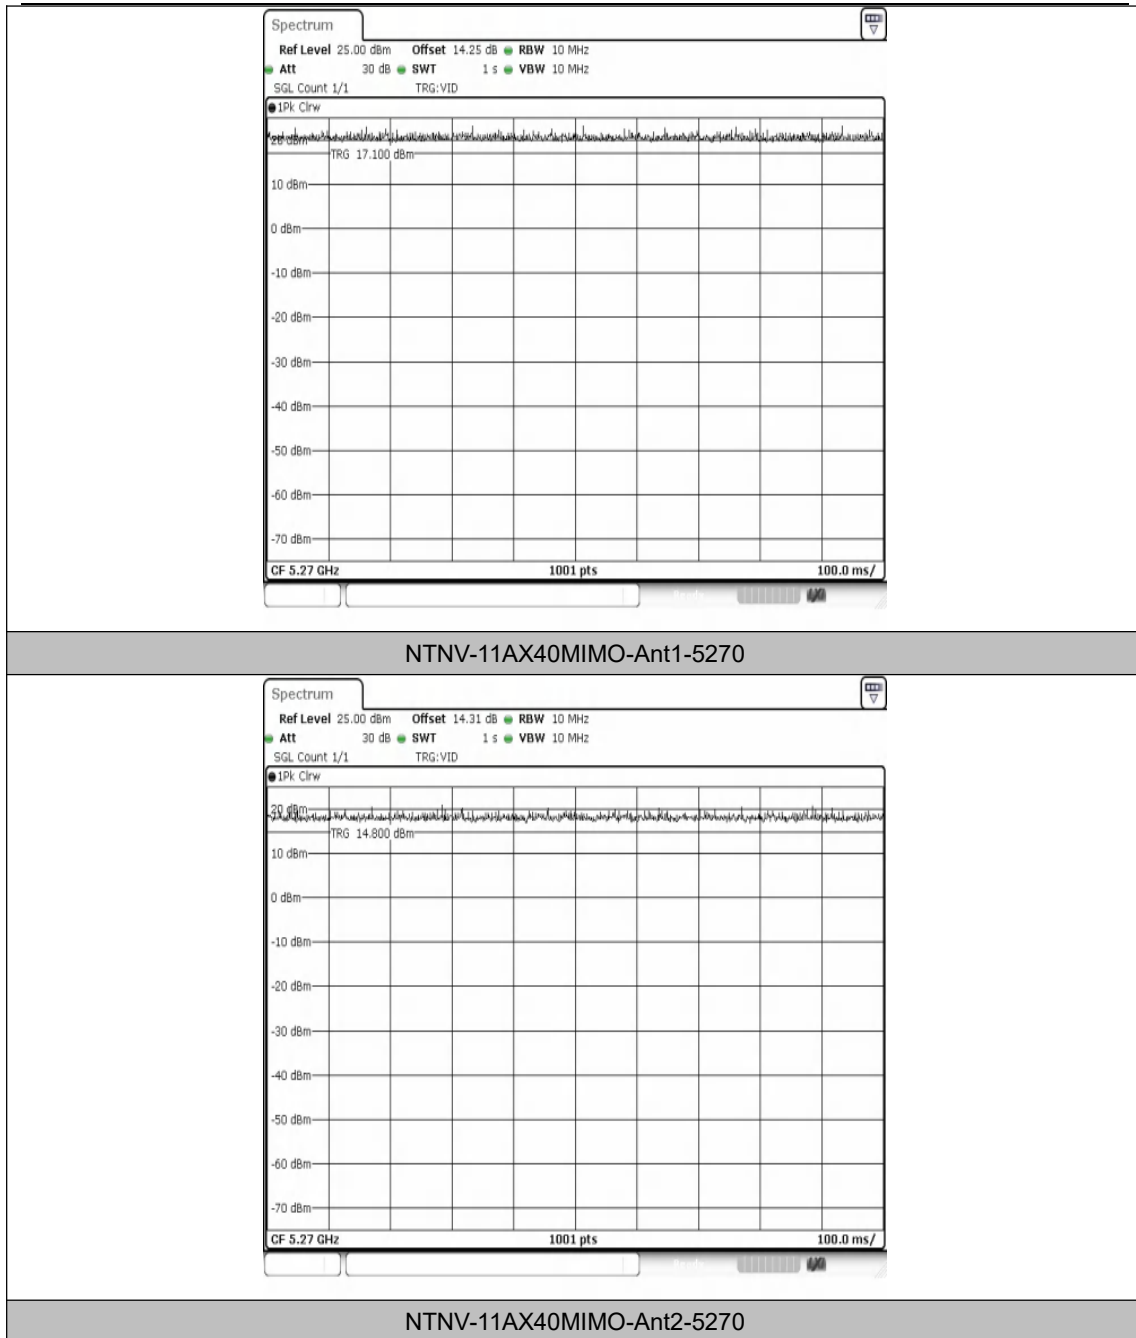 Spectrum
Ref Level 25.00 dBm Offset 14.25 dB RBW 10 MHz
Att 30 dB SWT 1 s VBW 10 MHz
SGL Count 1/1 TRG:VID
1Pk Clrw
20 dBm
TRG 17.100 dBm
10 dBm
0 dBm
-10 dBm
-20 dBm
-30 dBm
-40 dBm
-50 dBm
-60 dBm
-70 dBm
CF 5.27 GHz 1001 pts 100.0 ms/
Ready
NTNV-11AX40MIMO-Ant1-5270
Spectrum
Ref Level 25.00 dBm Offset 14.31 dB RBW 10 MHz
Att 30 dB SWT 1 s VBW 10 MHz
SGL Count 1/1 TRG:VID
1Pk Clrw
20 dBm
TRG 14.800 dBm
10 dBm
0 dBm
-10 dBm
-20 dBm
-30 dBm
-40 dBm
-50 dBm
-60 dBm
-70 dBm
CF 5.27 GHz 1001 pts 100.0 ms/
Ready
NTNV-11AX40MIMO-Ant2-5270